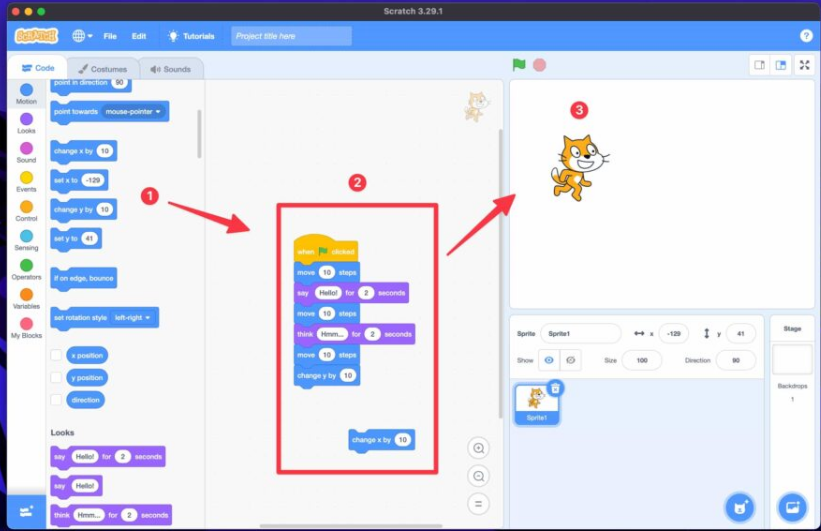 Scratch 3.29.1
SCRATCH
File
Edit
Tutorials
Project title here
?
Code
Costumes
Sounds
Motion
Looks
Sound
Events
Control
Sensing
Operators
Variables
My Blocks
point in direction 90
point towards mouse-pointer
change x by 10
set x to -129
change y by 10
set y to 41
if on edge, bounce
set rotation style left-right
x position
y position
direction
Looks
say Hello! for 2 seconds
say Hello!
think Hmm... for 2 seconds
1
2
when clicked
move 10 steps
say Hello! for 2 seconds
move 10 steps
think Hmm... for 2 seconds
move 10 steps
change y by 10
change x by 10
3
Sprite Sprite1 x -129 y 41
Show Size 100 Direction 90
Sprite1
Stage
Backdrops
1